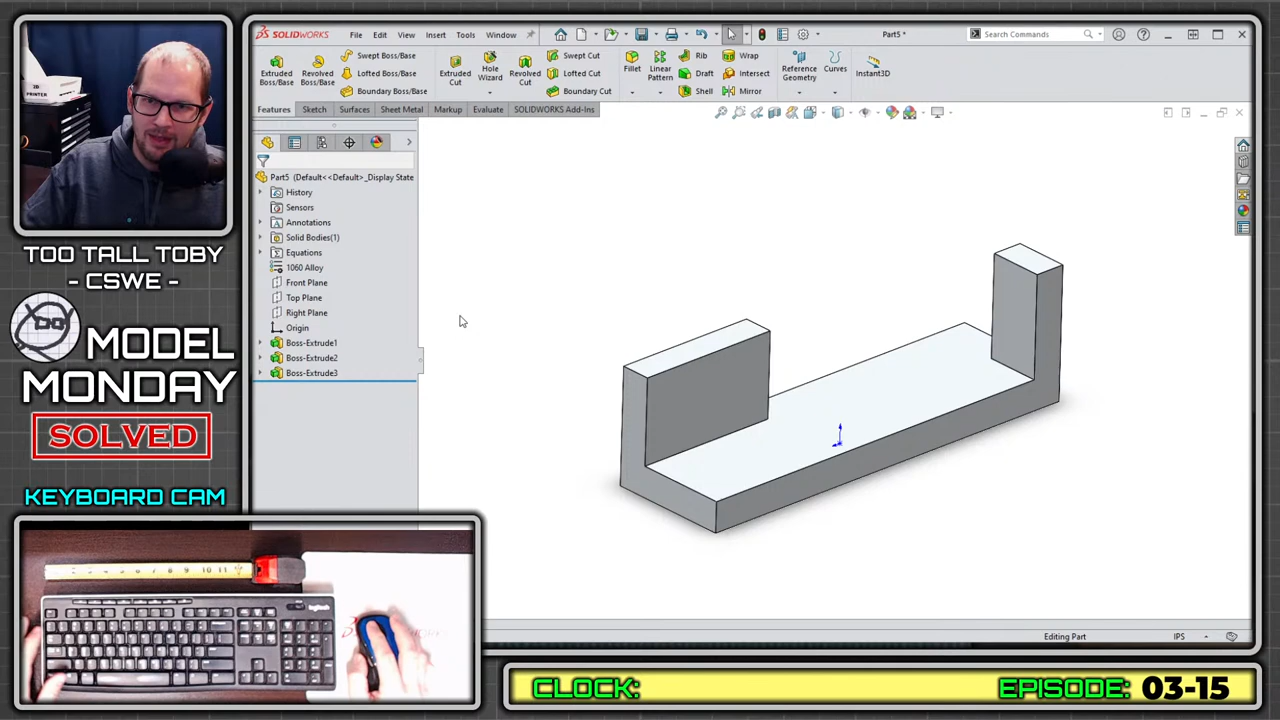 SOLIDWORKS
File
Edit
View
Insert
Tools
Window
Part5 *
Search Commands
Extruded
Boss/Base
Revolved
Boss/Base
Swept Boss/Base
Lofted Boss/Base
Boundary Boss/Base
Extruded
Cut
Hole
Wizard
Revolved
Cut
Swept Cut
Lofted Cut
Boundary Cut
Fillet
Linear
Pattern
Rib
Draft
Shell
Wrap
Intersect
Mirror
Reference
Geometry
Curves
Instant3D
Features
Sketch
Surfaces
Sheet Metal
Markup
Evaluate
SOLIDWORKS Add-Ins
Part5 (Default<<Default>_Display State
History
Sensors
Annotations
Solid Bodies(1)
Equations
1060 Alloy
Front Plane
Top Plane
Right Plane
Origin
Boss-Extrude1
Boss-Extrude2
Boss-Extrude3
Editing Part
IPS
TOO TALL TOBY
- CSWE -
MODEL
MONDAY
SOLVED
KEYBOARD CAM
CLOCK:
EPISODE: 03-15